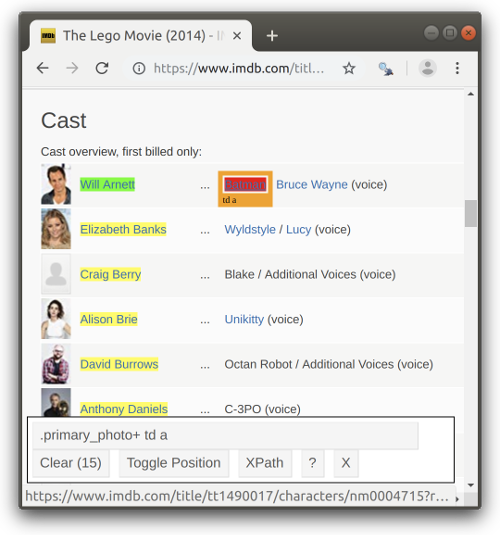 IMDb The Lego Movie (2014) - I
https://www.imdb.com/titl...
Cast
Cast overview, first billed only:
Will Arnett ... Batman Bruce Wayne (voice)
td a
Elizabeth Banks ... Wyldstyle / Lucy (voice)
Craig Berry ... Blake / Additional Voices (voice)
Alison Brie ... Unikitty (voice)
David Burrows ... Octan Robot / Additional Voices (voice)
Anthony Daniels ... C-3PO (voice)
.primary_photo+ td a
Clear (15) Toggle Position XPath ? X
https://www.imdb.com/title/tt1490017/characters/nm0004715?r...